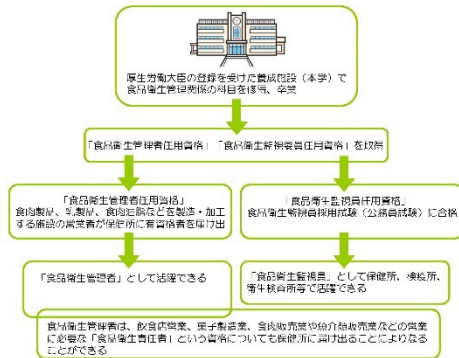 厚生労働大臣の登録を受けた養成施設（本学）で
食品衛生管理関係の科目を修得、卒業
「食品衛生管理者任用資格」「食品衛生監視委員任用資格」を取得
「食品衛生管理者任用資格」
食肉製品、乳製品、食肉油脂などを製造・加工
する施設の営業者が保健所に有資格者を届け出
「食品衛生監視員任用資格」
食品衛生監視員採用試験（公務員試験）に合格
「食品衛生管理者」として活躍できる
「食品衛生監視員」として保健所、検疫所、
衛生検査所等で活躍できる
食品衛生管理者は、飲食店営業、菓子製造業、食肉販売業や魚介類販売業などの営業
に必要な「食品衛生責任者」という資格についても保健所に届け出ることによりなる
ことができる